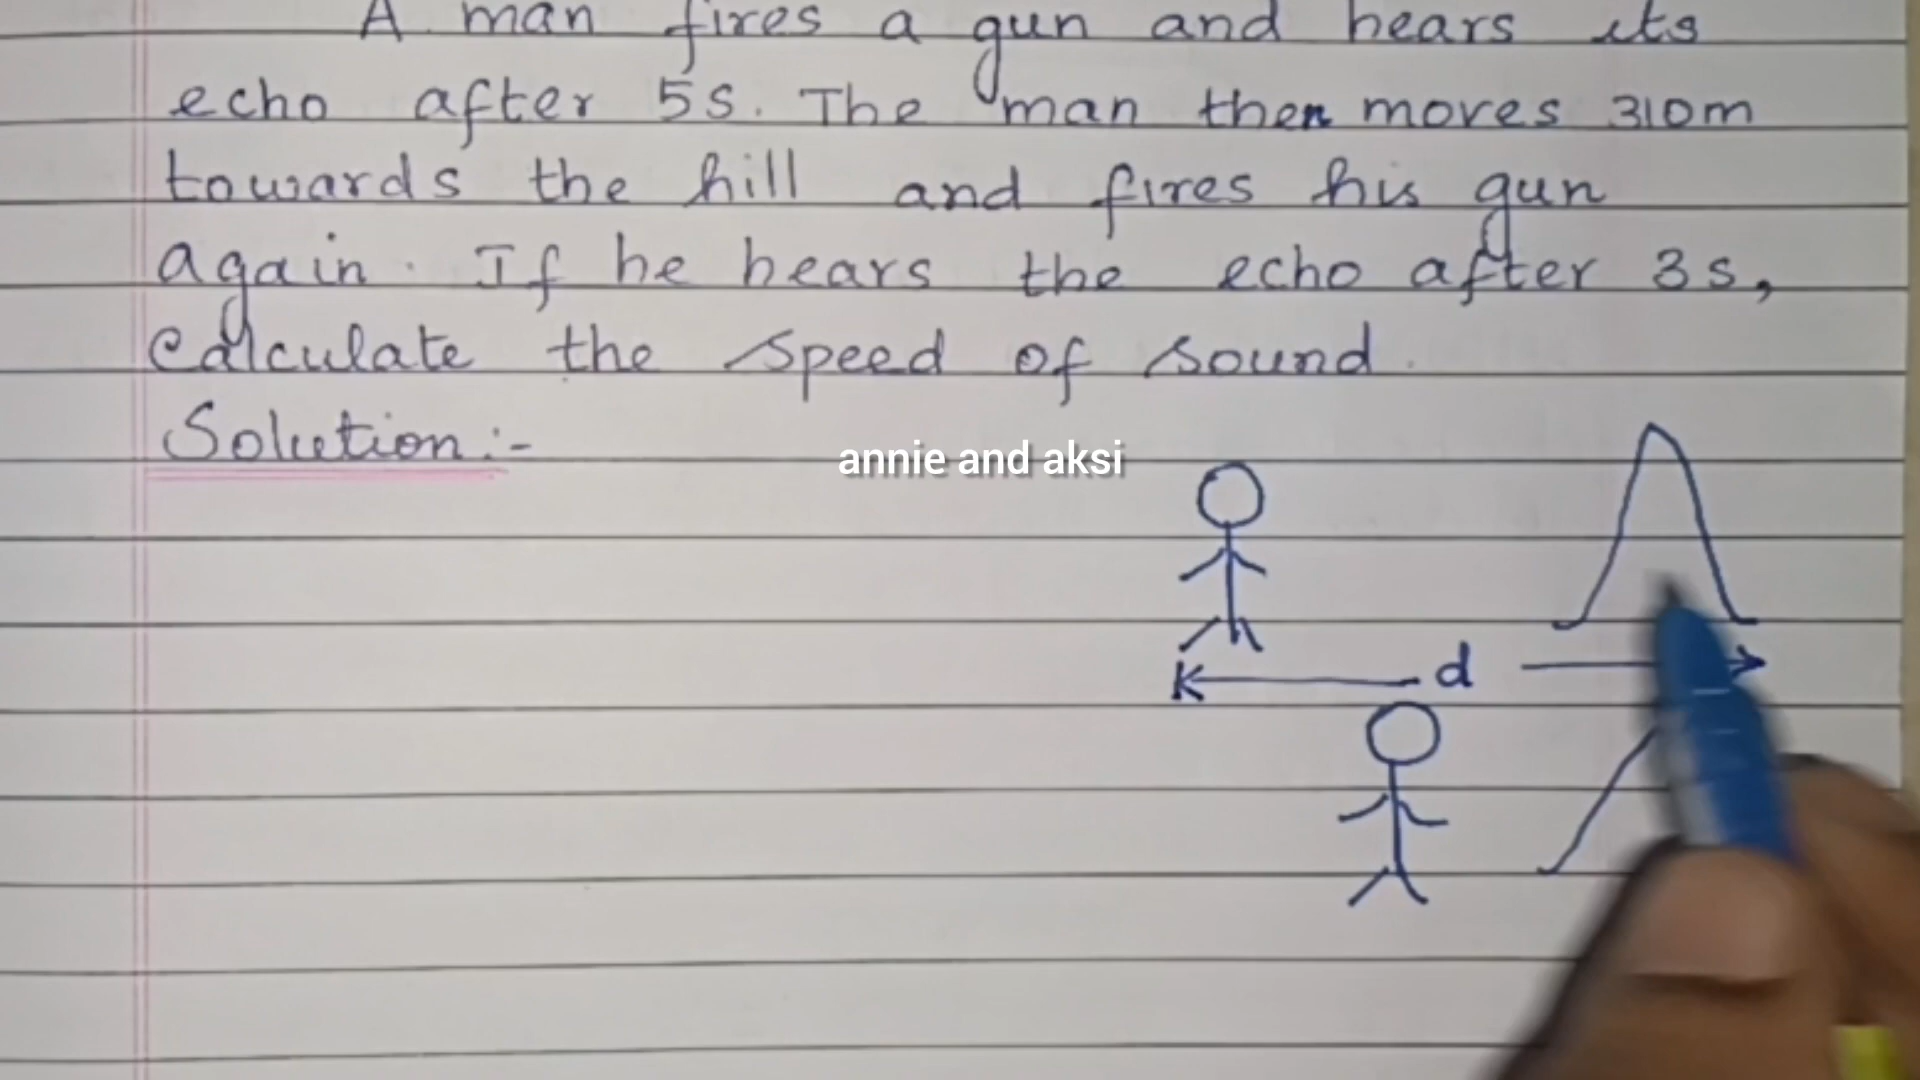 A man fires a gun and hears its
echo after 5s. The man then moves 310m
towards the hill and fires his gun
again. If he hears the echo after 3s,
Calculate the speed of sound.
Solution:-
annie and aksi
d